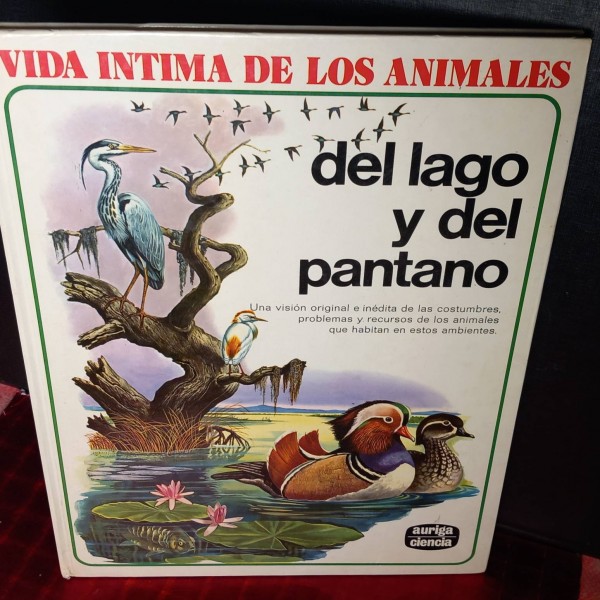 VIDA INTIMA DE LOS ANIMALES
del lago
y del
pantano
Una visión original e inédita de las costumbres,
problemas y recursos de los animales
que habitan en estos ambientes.
auriga
ciencia